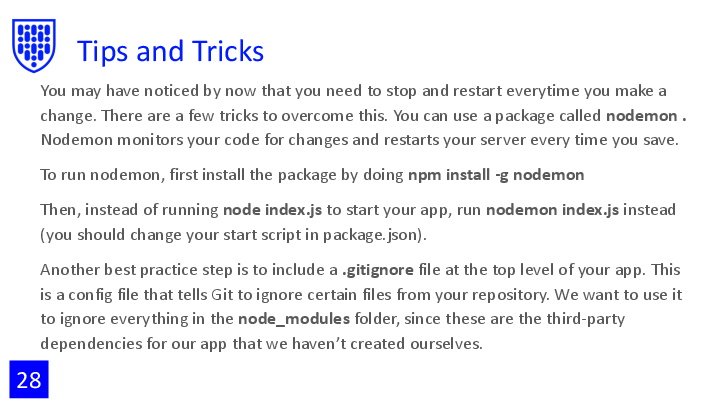 Tips and Tricks
You may have noticed by now that you need to stop and restart everytime you make a
change. There are a few tricks to overcome this. You can use a package called nodemon .
Nodemon monitors your code for changes and restarts your server every time you save.
To run nodemon, first install the package by doing npm install -g nodemon
Then, instead of running node index.js to start your app, run nodemon index.js instead
(you should change your start script in package.json).
Another best practice step is to include a .gitignore file at the top level of your app. This
is a config file that tells Git to ignore certain files from your repository. We want to use it
to ignore everything in the node_modules folder, since these are the third-party
dependencies for our app that we haven’t created ourselves.
28